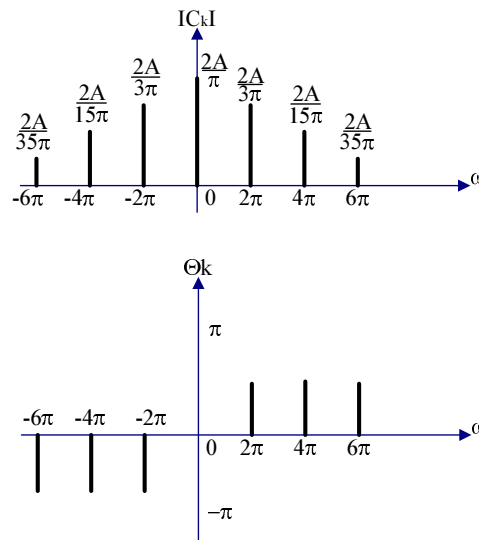 ICₖI
2A/π
2A/3π 2A/3π
2A/15π 2A/15π
2A/35π 2A/35π
ω
-6π -4π -2π 0 2π 4π 6π
Θk
π
-6π -4π -2π
ω
0 2π 4π 6π
−π